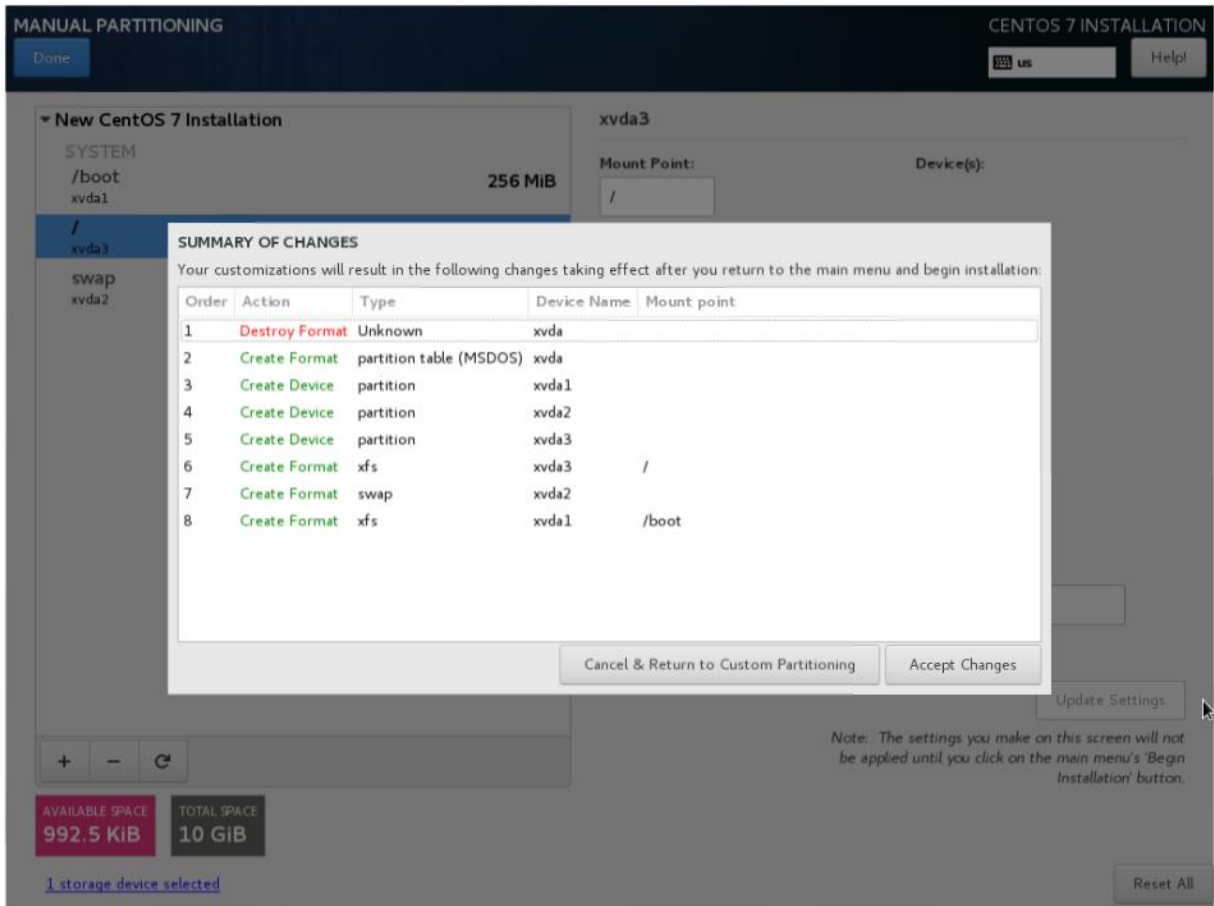 MANUAL PARTITIONING
CENTOS 7 INSTALLATION
Done
us
Help!
New CentOS 7 Installation
SYSTEM
/boot
256 MiB
xvda1
/
xvda3
swap
xvda2
xvda3
Mount Point:
Device(s):
/
SUMMARY OF CHANGES
Your customizations will result in the following changes taking effect after you return to the main menu and begin installation:
Order Action Type Device Name Mount point
1 Destroy Format Unknown xvda
2 Create Format partition table (MSDOS) xvda
3 Create Device partition xvda1
4 Create Device partition xvda2
5 Create Device partition xvda3
6 Create Format xfs xvda3 /
7 Create Format swap xvda2
8 Create Format xfs xvda1 /boot
Cancel & Return to Custom Partitioning
Accept Changes
Update Settings
Note: The settings you make on this screen will not
be applied until you click on the main menu's 'Begin
Installation' button.
+ −
AVAILABLE SPACE
992.5 KiB
TOTAL SPACE
10 GiB
1 storage device selected
Reset All